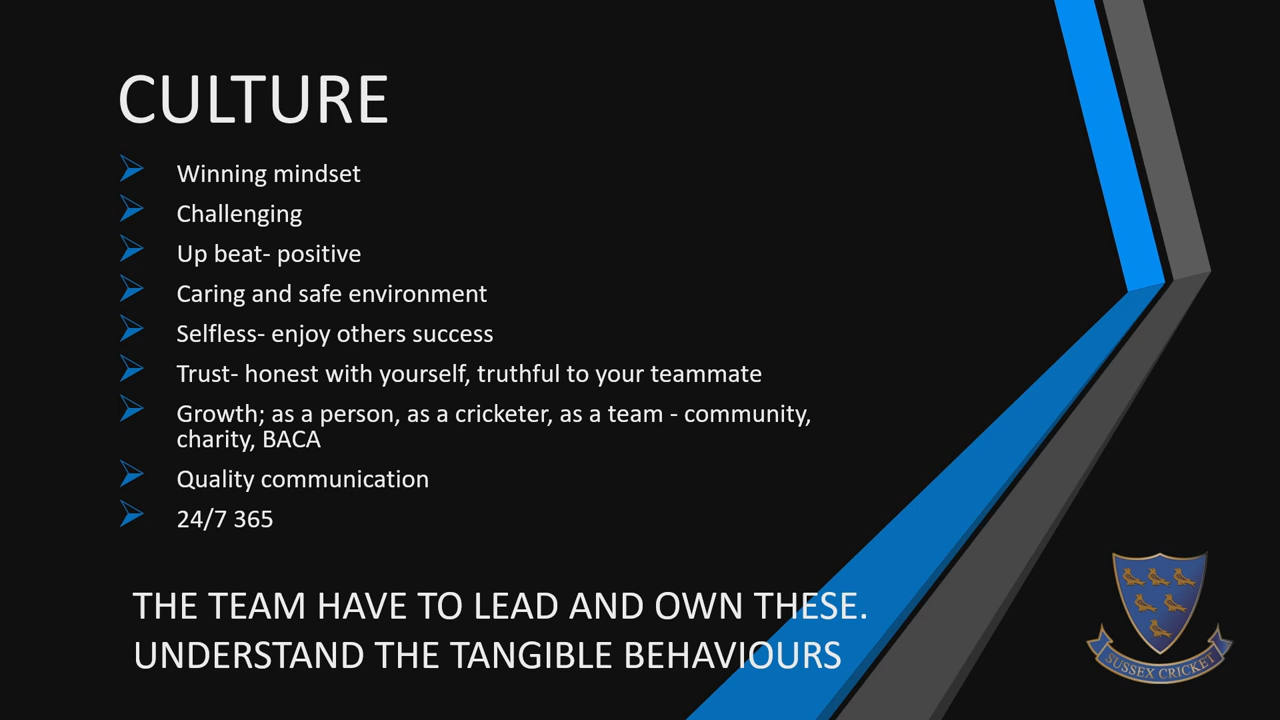 CULTURE
Winning mindset
Challenging
Up beat- positive
Caring and safe environment
Selfless- enjoy others success
Trust- honest with yourself, truthful to your teammate
Growth; as a person, as a cricketer, as a team - community,
charity, BACA
Quality communication
24/7 365
THE TEAM HAVE TO LEAD AND OWN THESE.
UNDERSTAND THE TANGIBLE BEHAVIOURS
SUSSEX CRICKET